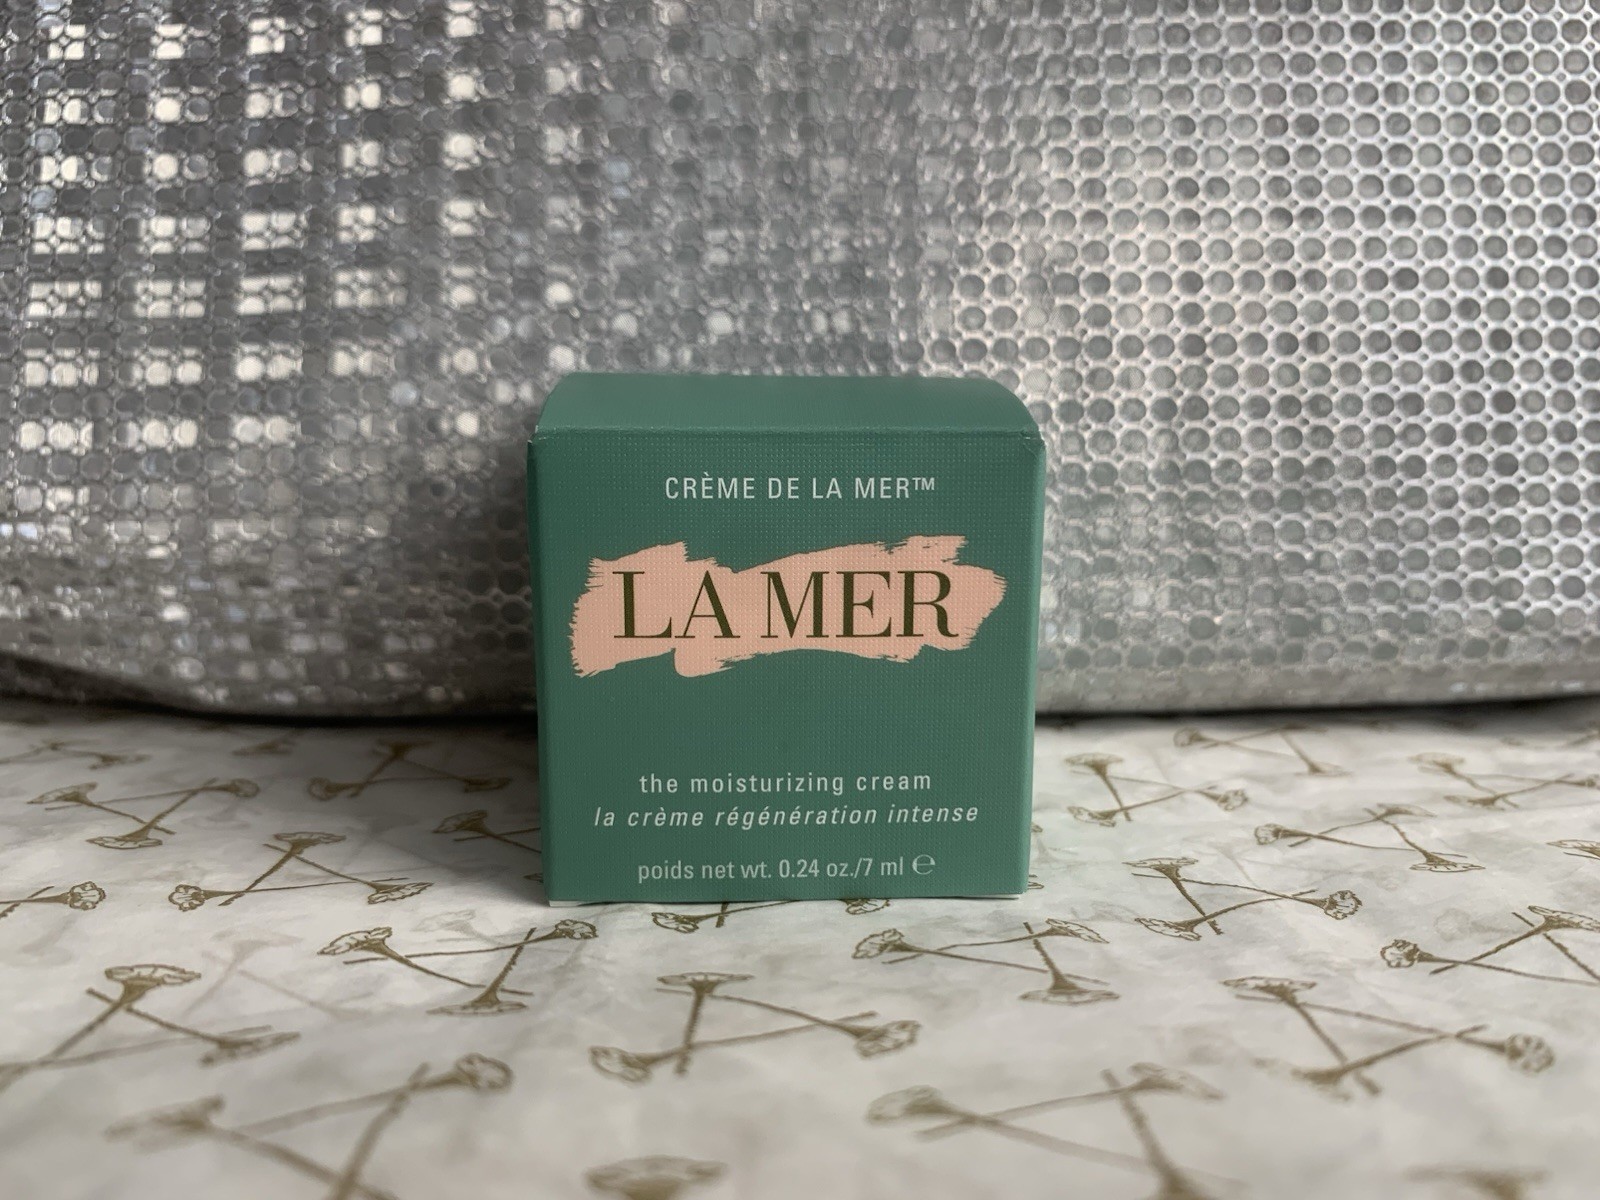 CRÈME DE LA MER™
LA MER
the moisturizing cream
la crème régénération intense
poids net wt. 0.24 oz./7 ml ℮